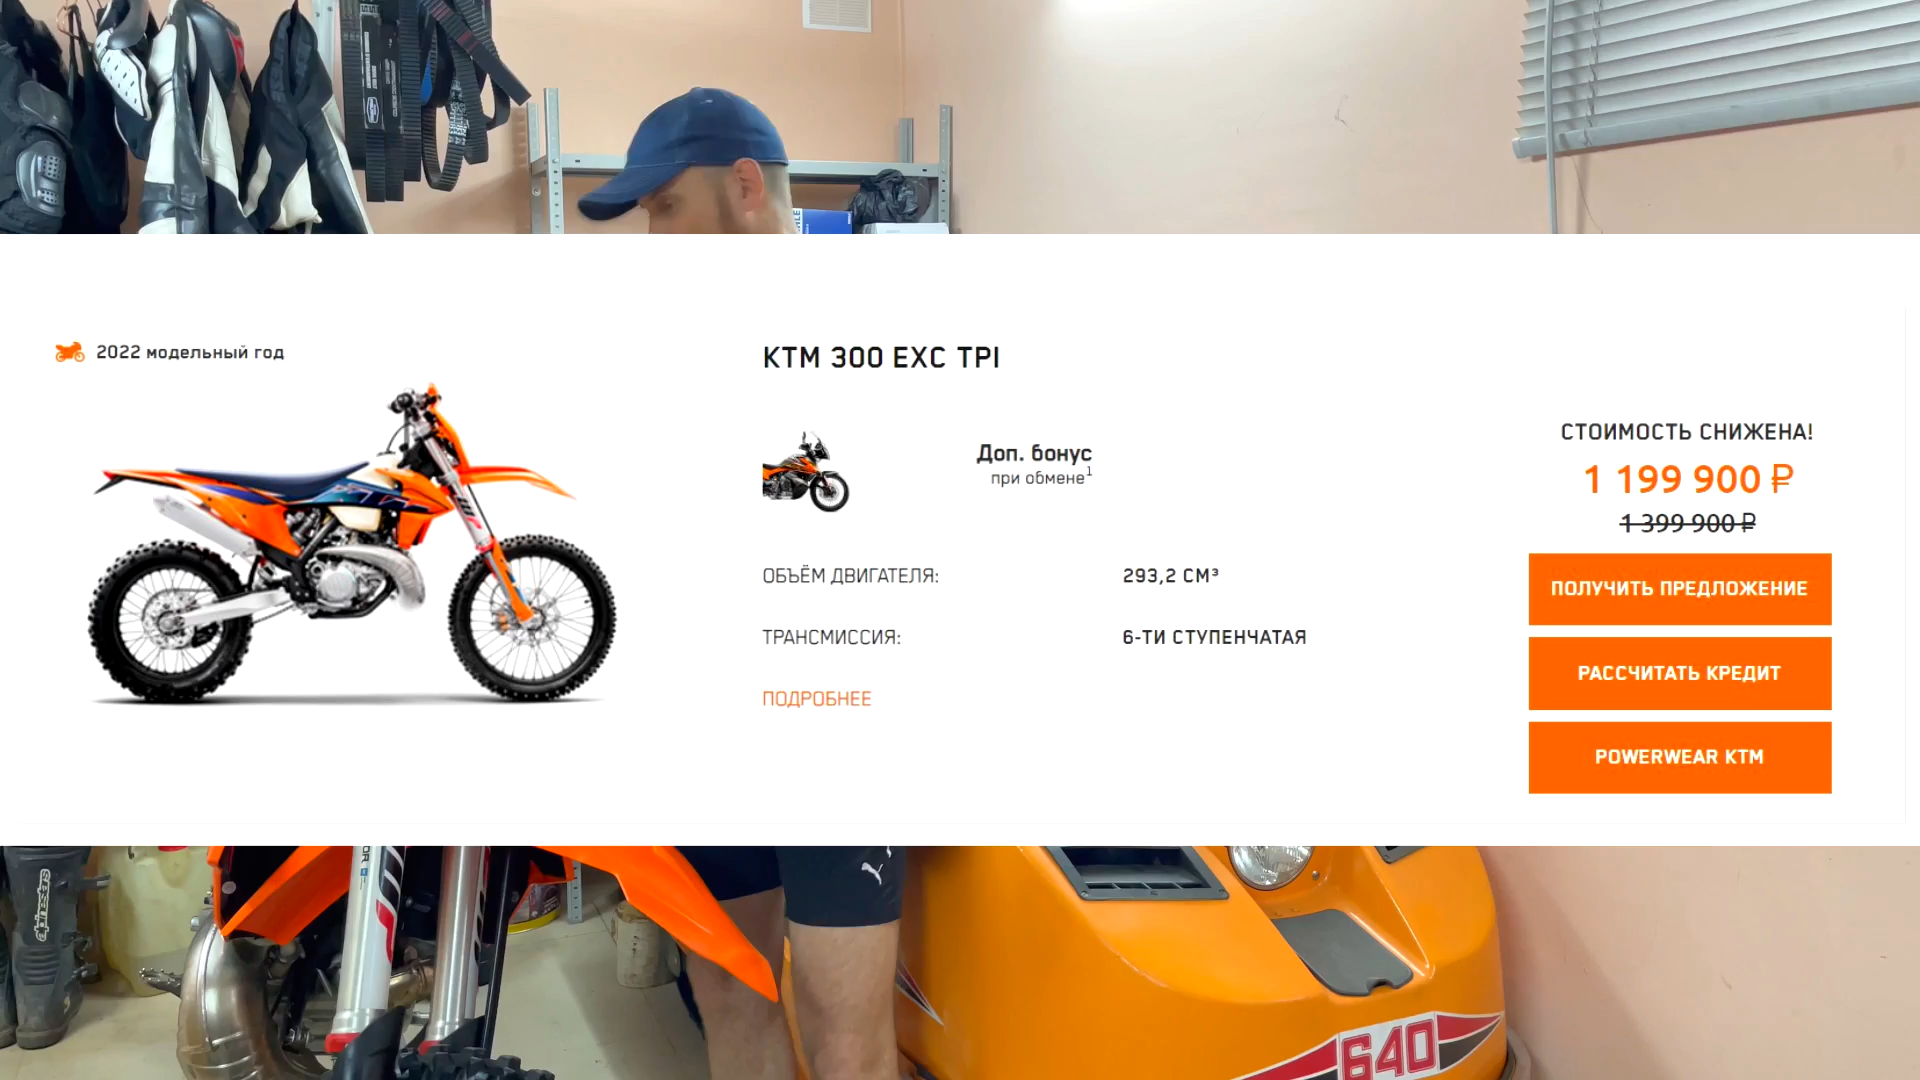 2022 модельный год
KTM 300 EXC TPI
Доп. бонус
при обмене¹
ОБЪЁМ ДВИГАТЕЛЯ:
293,2 СМ³
ТРАНСМИССИЯ:
6-ТИ СТУПЕНЧАТАЯ
ПОДРОБНЕЕ
СТОИМОСТЬ СНИЖЕНА!
1 199 900 ₽
1 399 900 ₽
ПОЛУЧИТЬ ПРЕДЛОЖЕНИЕ
РАССЧИТАТЬ КРЕДИТ
POWERWEAR KTM
alpinestars
640